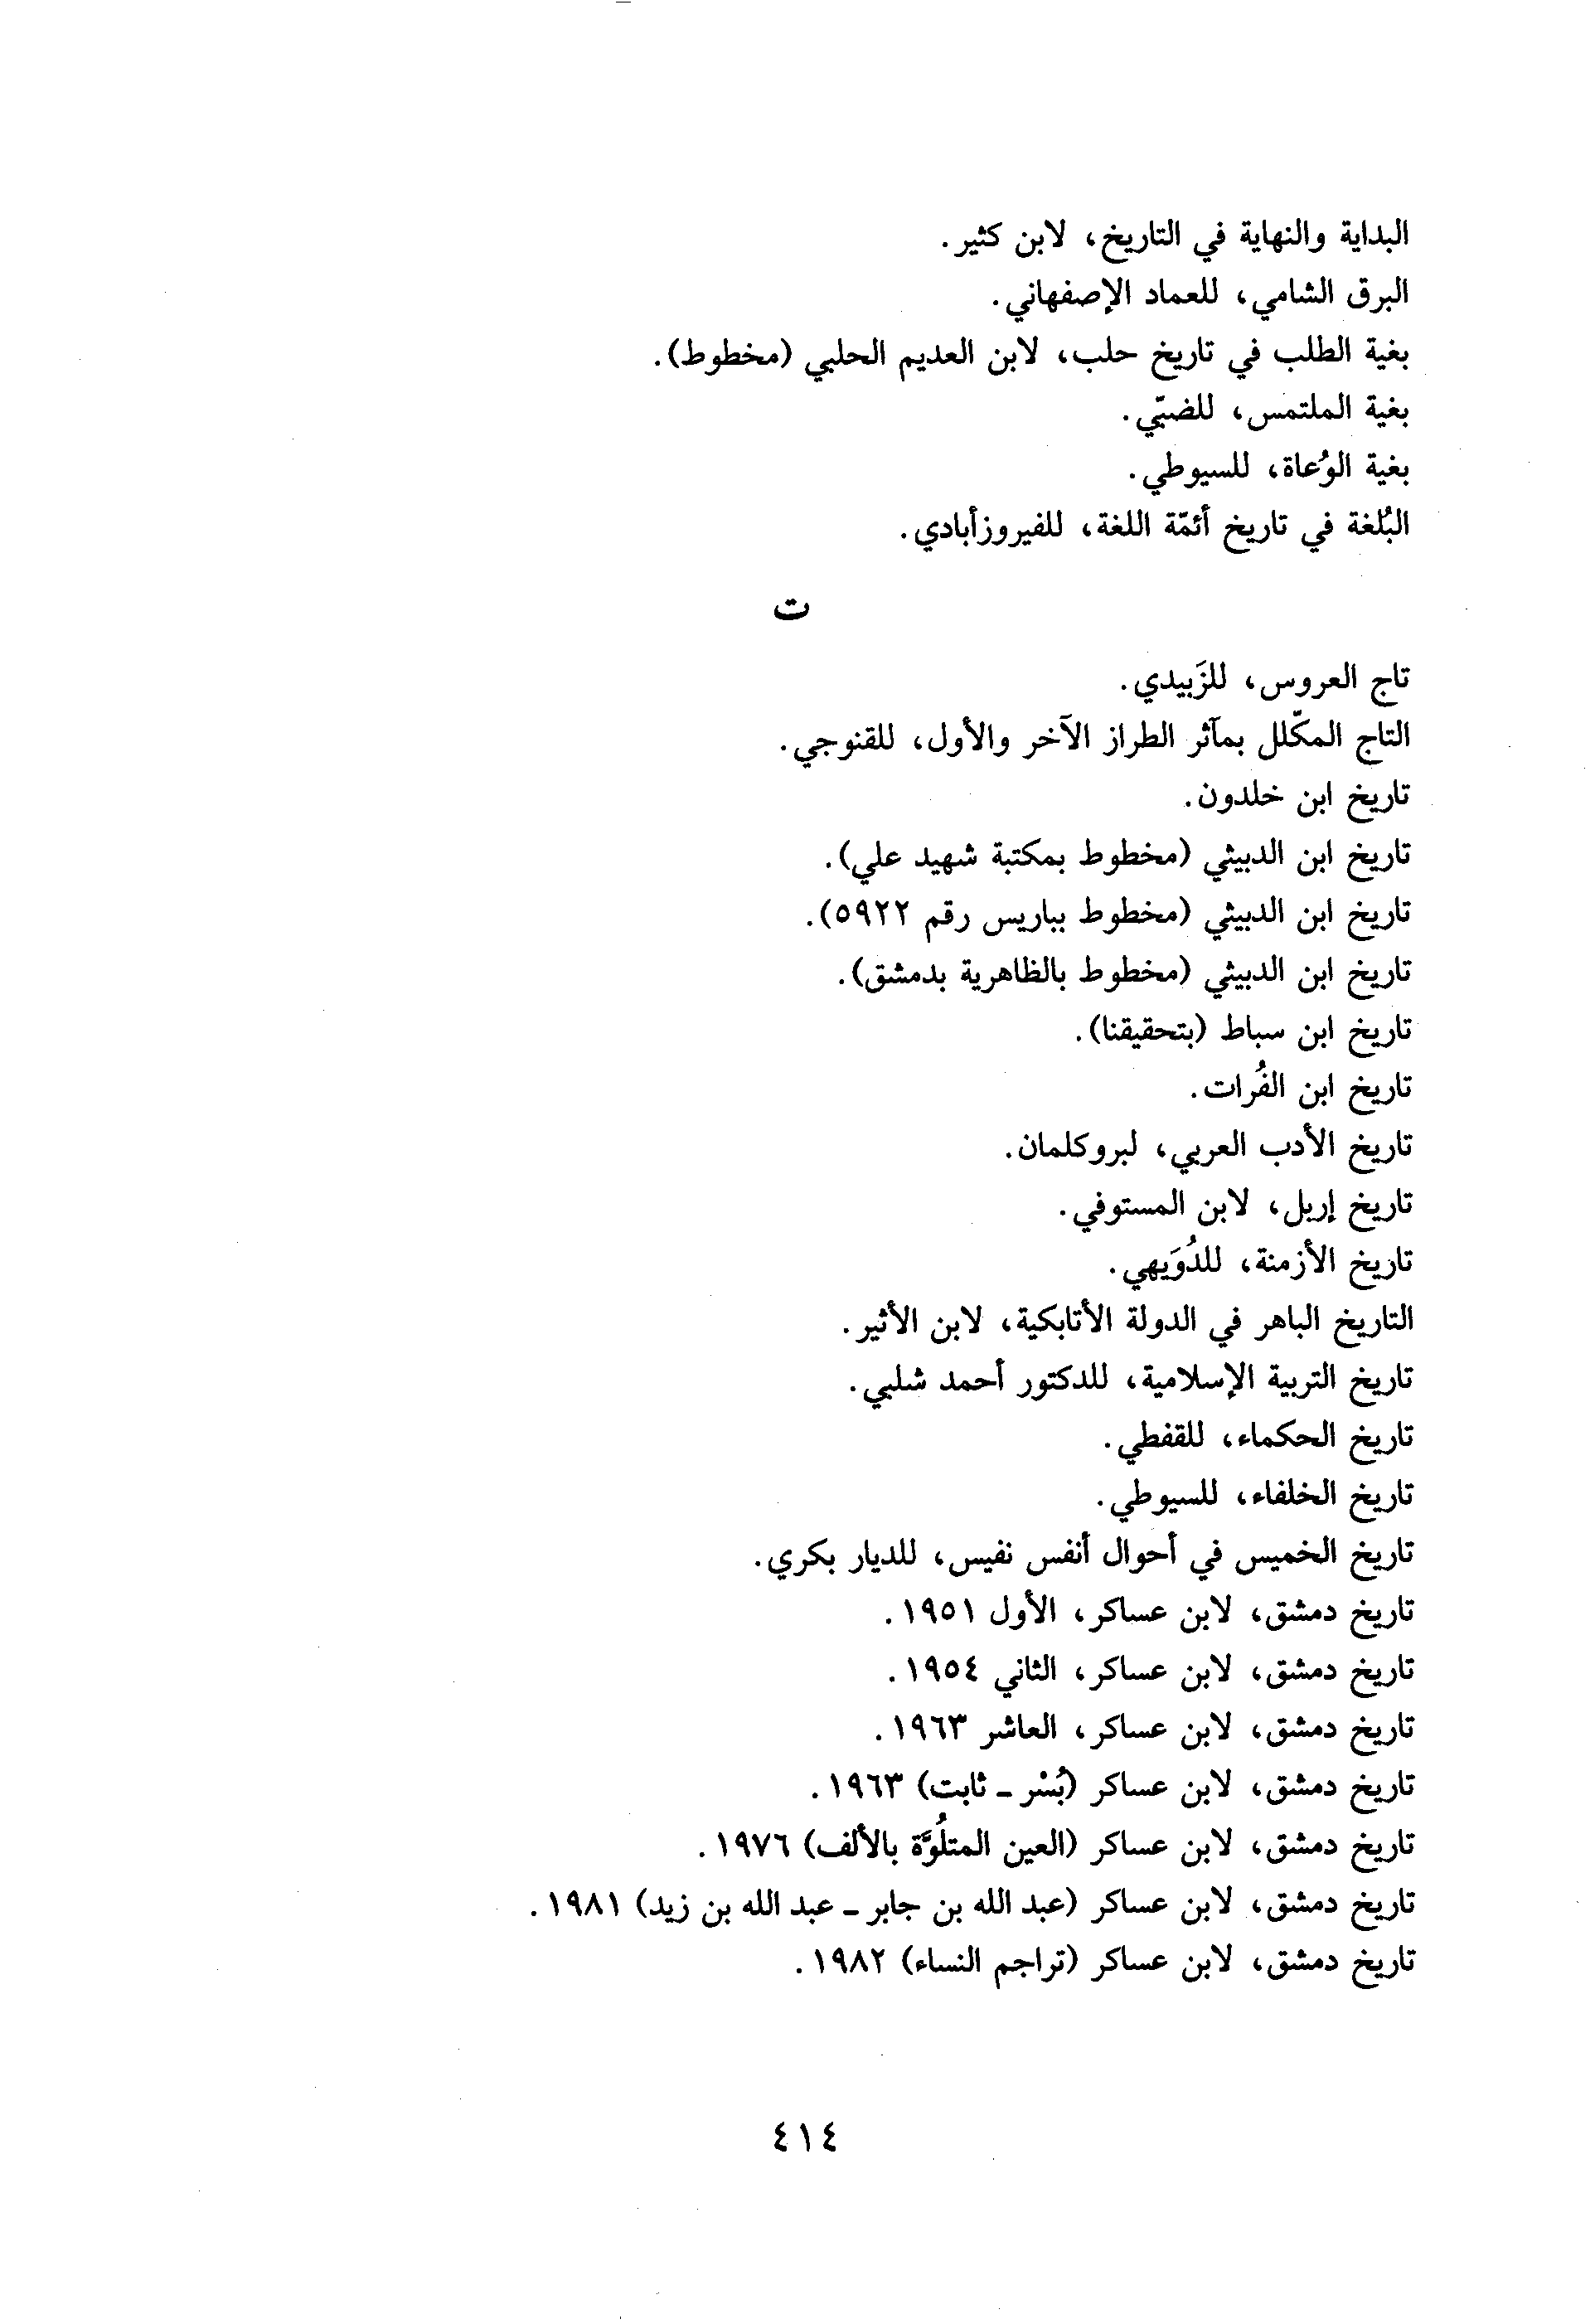 البداية والنهاية في التاريخ، لابن كثير.
البرق الشامي، للعماد الإصفهاني.
بغية الطلب في تاريخ حلب، لابن العديم الحلبي (مخطوط).
بغية الملتمس، للضبّي.
بغية الوُعاة، للسيوطي.
البُلغة في تاريخ أئمّة اللغة، للفيروزأبادي.
ت
تاج العروس، للزَبيدي.
التاج المكّلل بمآثر الطراز الآخر والأول، للقنوجي.
تاريخ ابن خلدون.
تاريخ ابن الدبيثي (مخطوط بمكتبة شهيد علي).
تاريخ ابن الدبيثي (مخطوط بباريس رقم ٥٩٢٢).
تاريخ ابن الدبيثي (مخطوط بالظاهرية بدمشق).
تاريخ ابن سباط (بتحقيقنا).
تاريخ ابن الفُرات.
تاريخ الأدب العربي، لبروكلمان.
تاريخ إربل، لابن المستوفي.
تاريخ الأزمنة، للدُوَيهي.
التاريخ الباهر في الدولة الأتابكية، لابن الأثير.
تاريخ التربية الإسلامية، للدكتور أحمد شلبي.
تاريخ الحكماء، للقفطي.
تاريخ الخلفاء، للسيوطي.
تاريخ الخميس في أحوال أنفس نفيس، للديار بكري.
تاريخ دمشق، لابن عساكر، الأول ١٩٥١.
تاريخ دمشق، لابن عساكر، الثاني ١٩٥٤.
تاريخ دمشق، لابن عساكر، العاشر ١٩٦٣.
تاريخ دمشق، لابن عساكر (بُسْر ـ ثابت) ١٩٦٣.
تاريخ دمشق، لابن عساكر (العين المتلُوَّة بالألف) ١٩٧٦.
تاريخ دمشق، لابن عساكر (عبد الله بن جابر ـ عبد الله بن زيد) ١٩٨١.
تاريخ دمشق، لابن عساكر (تراجم النساء) ١٩٨٢.
٤١٤